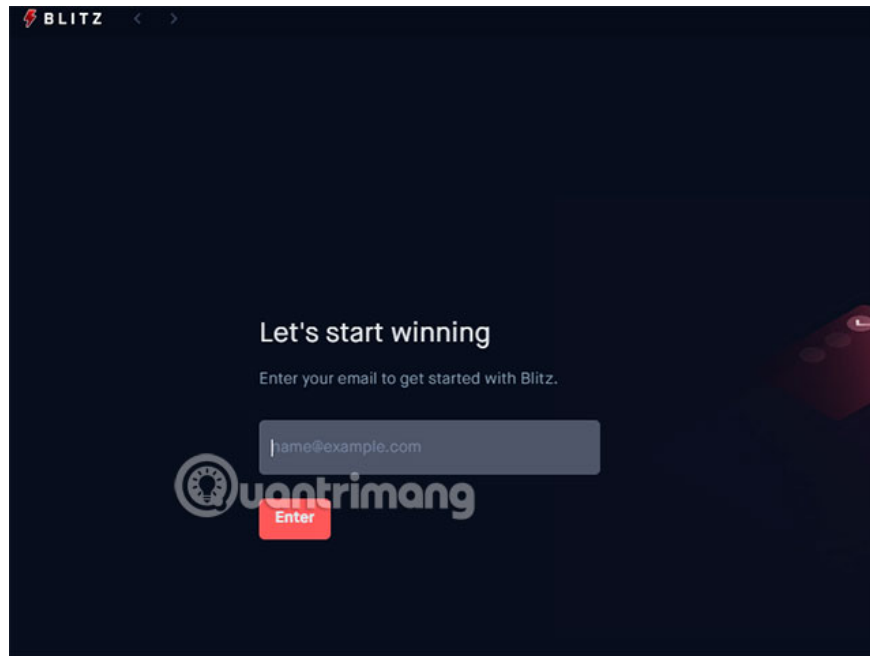 BLITZ
Let's start winning
Enter your email to get started with Blitz.
name@example.com
Quantrimang
Enter